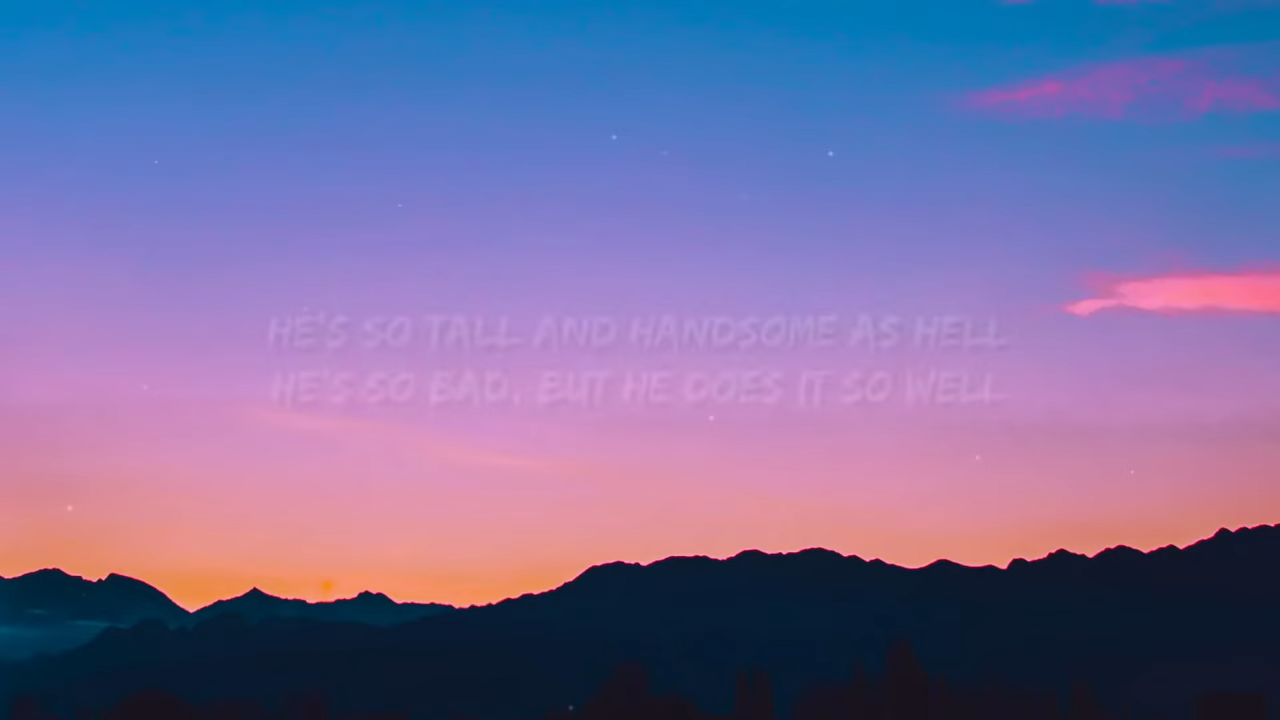 HE'S SO TALL AND HANDSOME AS HELL
HE'S SO BAD, BUT HE DOES IT SO WELL